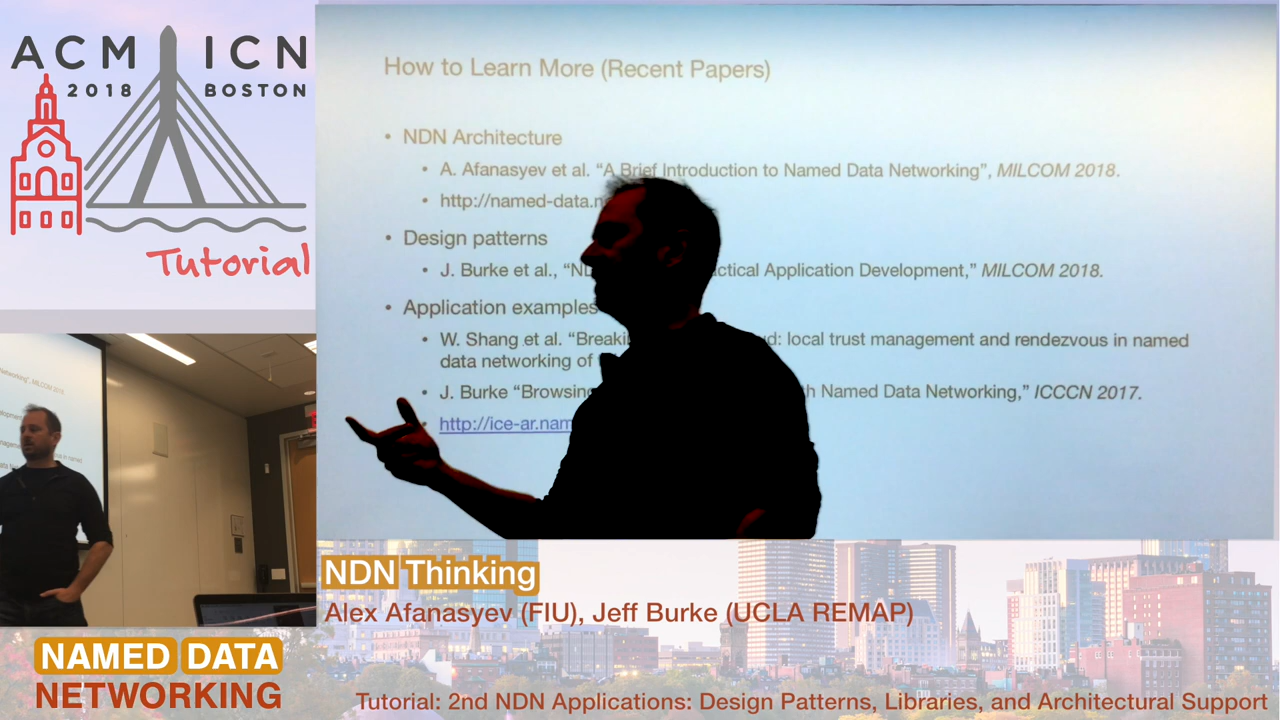 ACM ICN
2018 BOSTON
Tutorial
How to Learn More (Recent Papers)
• NDN Architecture
• A. Afanasyev et al. “A Brief Introduction to Named Data Networking”, MILCOM 2018.
• http://named-data.n
• Design patterns
• J. Burke et al., “N ctical Application Development,” MILCOM 2018.
• Application examples
• W. Shang et al. “Breaki d: local trust management and rendezvous in named
data networking of
• J. Burke “Browsing h Named Data Networking,” ICCCN 2017.
• http://ice-ar.nam
NDN Thinking
Alex Afanasyev (FIU), Jeff Burke (UCLA REMAP)
NAMED DATA
NETWORKING
Tutorial: 2nd NDN Applications: Design Patterns, Libraries, and Architectural Support